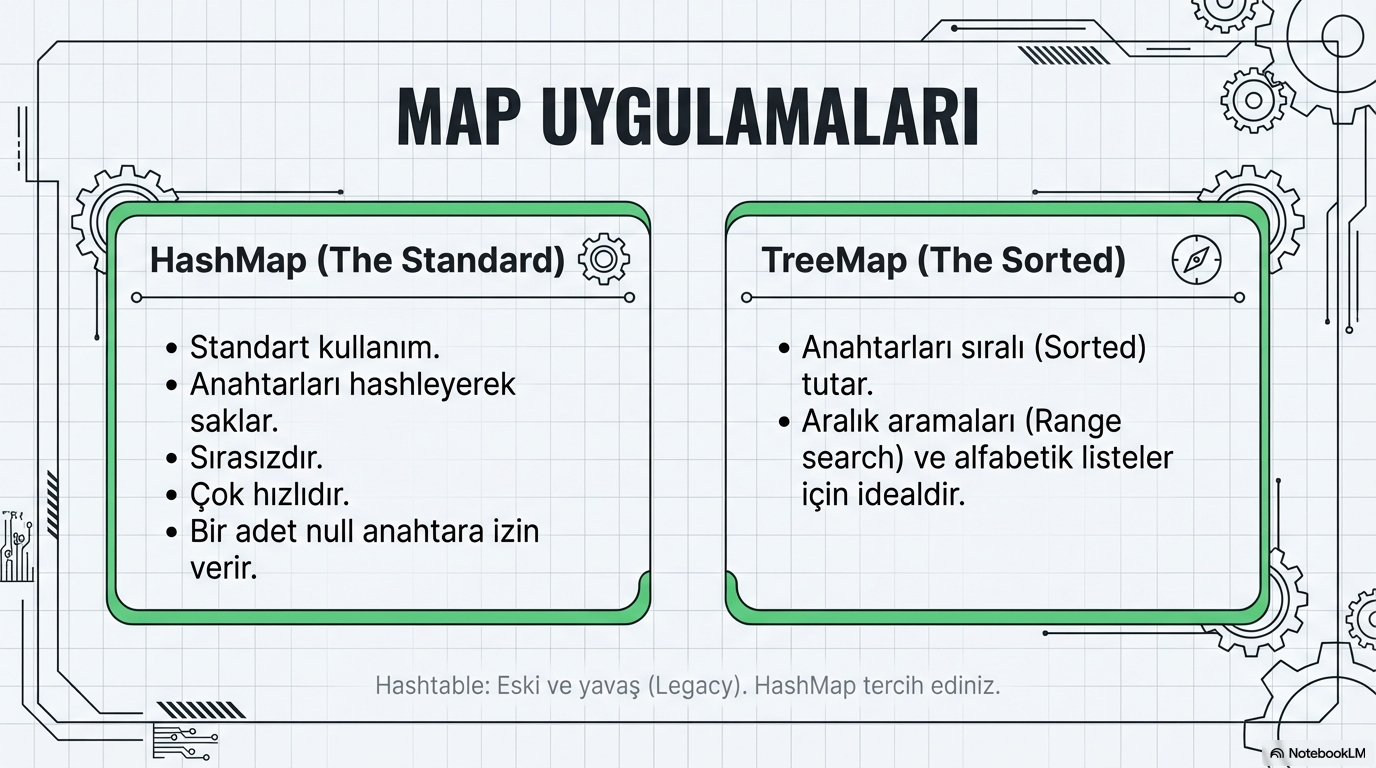 MAP UYGULAMALARI
HashMap (The Standard)
• Standart kullanım.
• Anahtarları hashleyerek
saklar.
• Sırasızdır.
• Çok hızlıdır.
• Bir adet null anahtara izin
verir.
TreeMap (The Sorted)
• Anahtarları sıralı (Sorted)
tutar.
• Aralık aramaları (Range
search) ve alfabetik listeler
için idealdir.
Hashtable: Eski ve yavaş (Legacy). HashMap tercih ediniz.
NotebookLM